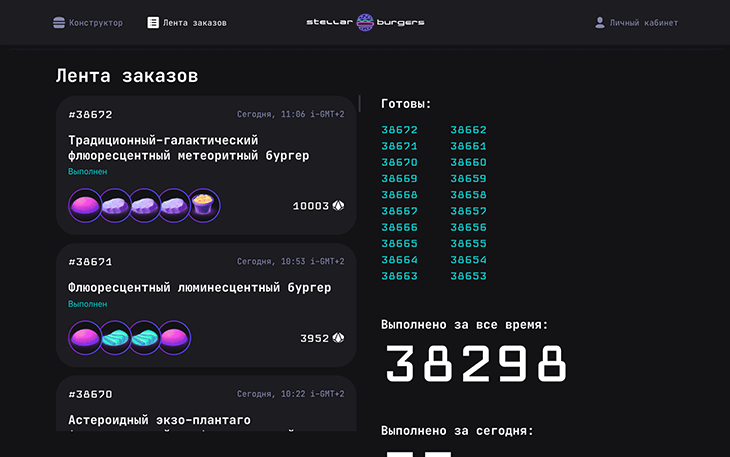 Конструктор
Лента заказов
stellar burgers
Личный кабинет
Лента заказов
#38672
Сегодня, 11:06 i-GMT+2
Традиционный-галактический
флюоресцентный метеоритный бургер
Выполнен
10003
#38671
Сегодня, 10:53 i-GMT+2
Флюоресцентный люминесцентный бургер
Выполнен
3952
#38670
Сегодня, 10:22 i-GMT+2
Астероидный экзо-плантаго
Готовы:
38672 38662
38671 38661
38670 38660
38669 38659
38668 38658
38667 38657
38666 38656
38665 38655
38664 38654
38663 38653
Выполнено за все время:
38298
Выполнено за сегодня: